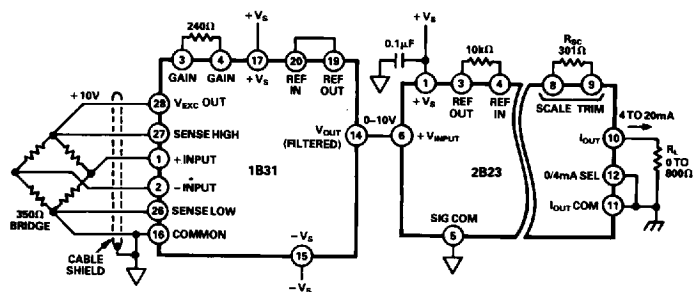 240Ω
+VS
3
4
17
20
19
GAIN
GAIN
+VS
REF IN
REF OUT
+10V
28
VEXC OUT
27
SENSE HIGH
1
+INPUT
2
-INPUT
26
SENSE LOW
16
COMMON
350Ω BRIDGE
CABLE SHIELD
1B31
VOUT (FILTERED)
14
-VS
15
-VS
0–10V
+VS
0.1μF
10kΩ
1
3
4
+VS
REF OUT
REF IN
6
+VINPUT
2B23
SIG COM
5
RSC
301Ω
8
9
SCALE TRIM
4 TO 20mA
IOUT
10
0/4mA SEL
12
IOUT COM
11
RL
0 TO
800Ω